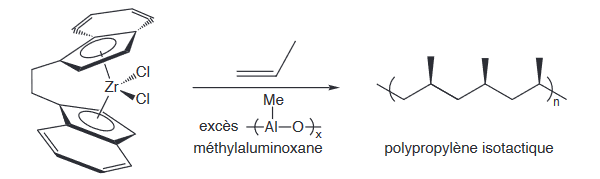 Zr
Cl
Cl
Me
excès
Al
O
x
méthylaluminoxane
n
polypropylène isotactique